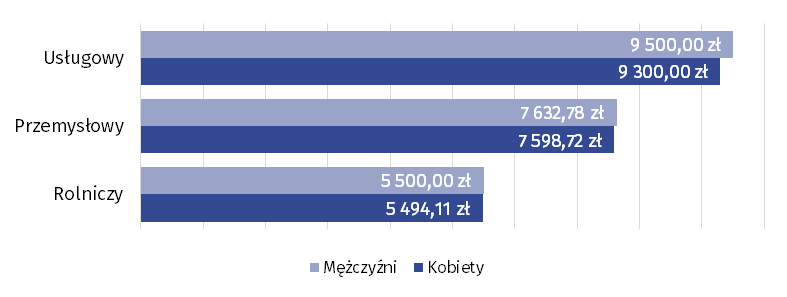 Usługowy
9 500,00 zł
9 300,00 zł
Przemysłowy
7 632,78 zł
7 598,72 zł
Rolniczy
5 500,00 zł
5 494,11 zł
Mężczyźni Kobiety